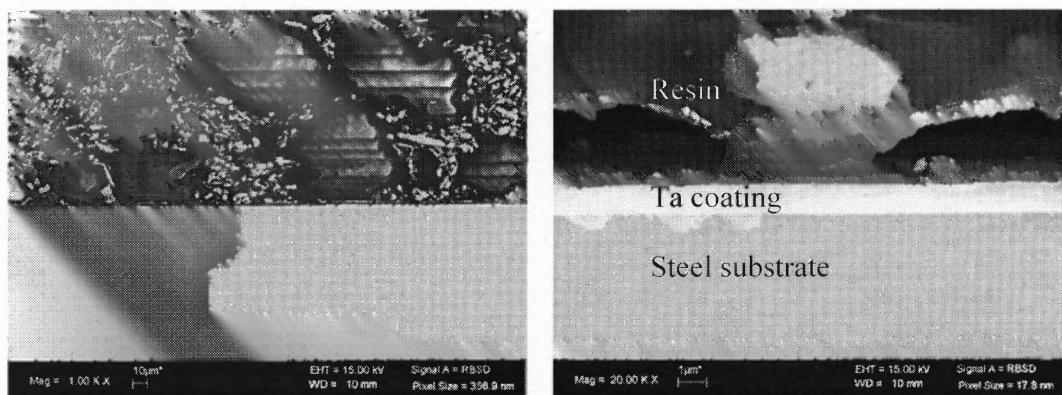 Resin
Ta coating
Steel substrate
Mag = 1.00 K X
10µm*
EHT = 15.00 kV
WD = 10 mm
Signal A = RBSD
Pixel Size = 356.9 nm
Mag = 20.00 K X
1µm*
EHT = 15.00 kV
WD = 10 mm
Signal A = RBSD
Pixel Size = 17.8 nm